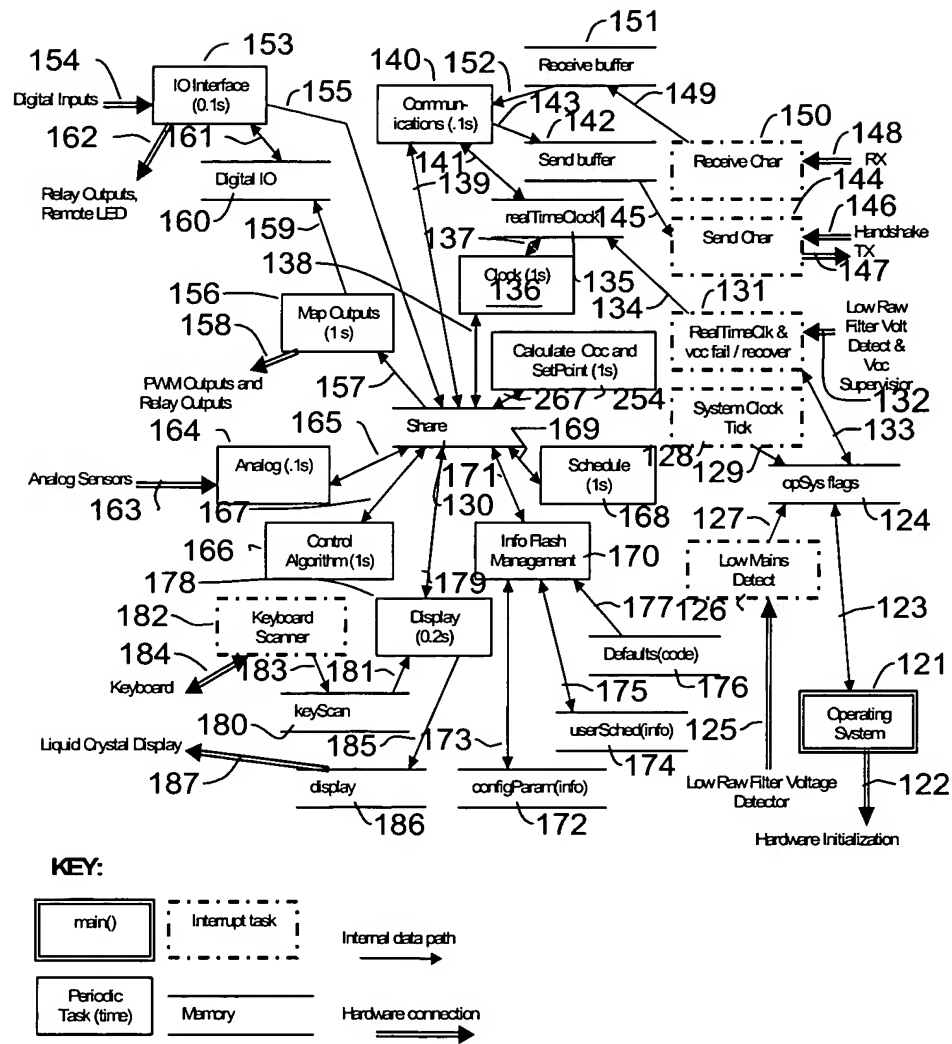 151
153
154
140
152
Receive buffer
IO Interface
(0.1s)
Digital Inputs
155
162
161
Commun-
ications (.1s)
143
142
149
150
148
Receive Char
RX
144
Send buffer
141
139
Digital IO
160
Relay Outputs,
Remote LED
159
realTimeClock
145
146
Send Char
Handshake
TX
147
137
138
Clock (1s)
136
135
134
131
156
158
Map Outputs
(1 s)
RealTimeClk &
vcc fail / recover
Low Raw
Filter Volt
Detect &
Vcc
Supervisior
132
Calculate Occ and
SetPoint (1s)
PWM Outputs and
Relay Outputs
157
267
254
System Clock
Tick
133
164
165
Share
169
128
129
Analog (.1s)
Analog Sensors
163
171
130
Schedule
(1s)
168
opSys flags
124
167
127
166
Control
Algorithm (1s)
Info Flash
Management
170
Low Mains
Detect
126
178
179
177
123
182
Keyboard
Scanner
Display
(0.2s)
184
183
181
Defaults(code)
176
121
Keyboard
175
125
Operating
System
180
keyScan
185
173
userSched(info)
174
122
Liquid Crystal Display
187
display
186
configParam(info)
172
Low Raw Filter Voltage
Detector
Hardware Initialization
KEY:
main()
Interrupt task
Internal data path
Periodic
Task (time)
Memory
Hardware connection